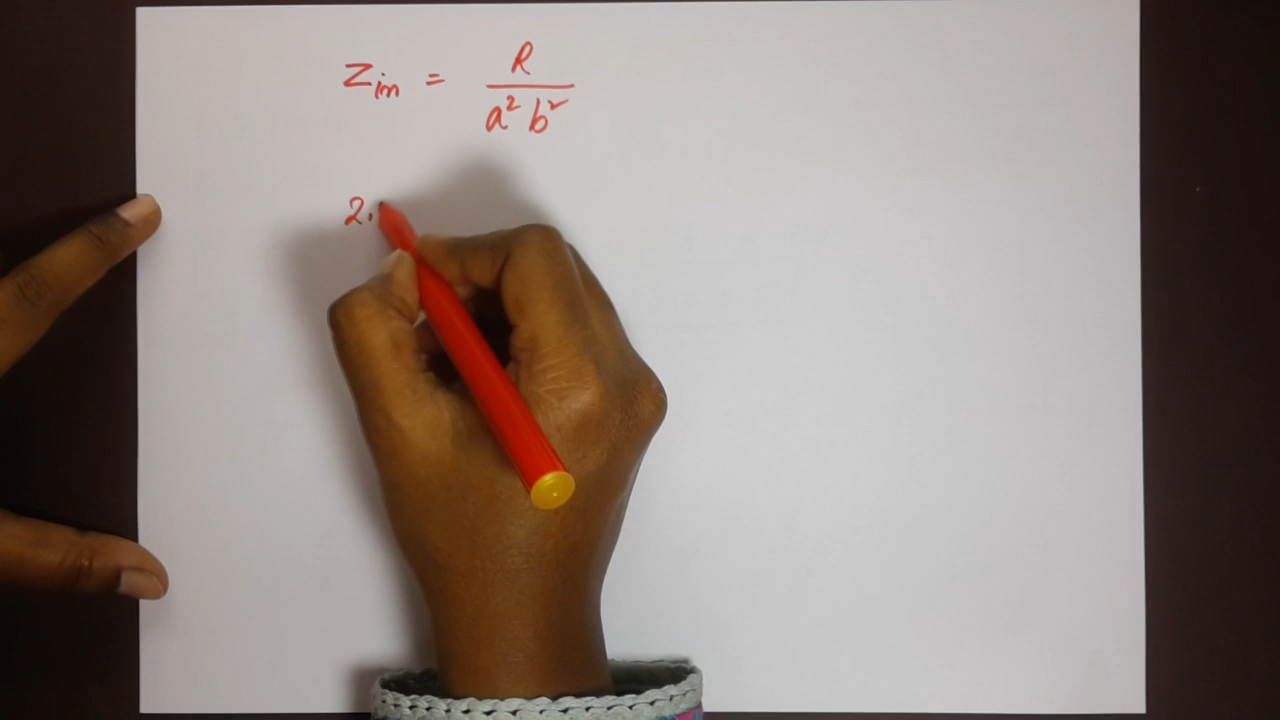 Zin = R / a² b²
2.